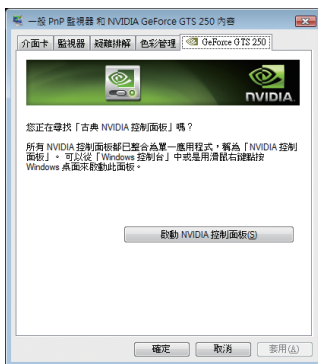 一般 PnP 監視器 和 NVIDIA GeForce GTS 250 內容
介面卡 監視器 疑難排解 色彩管理 GeForce GTS 250
NVIDIA
您正在尋找「古典 NVIDIA 控制面板」嗎？
所有 NVIDIA 控制面板都已整合為單一應用程式，稱為「NVIDIA 控制
面板」。可以從「Windows 控制台」中或是用滑鼠右鍵點按
Windows 桌面來啟動此面板。
啟動 NVIDIA 控制面板(S)
確定 取消 套用(A)